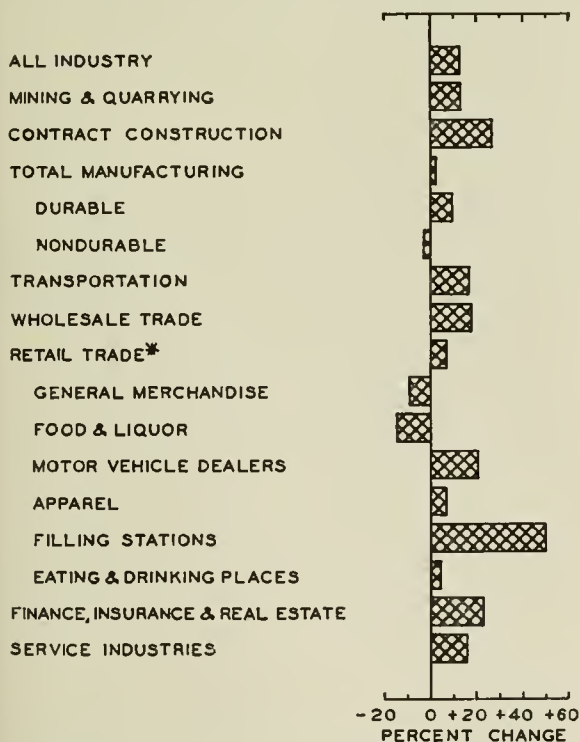 ALL INDUSTRY
MINING & QUARRYING
CONTRACT CONSTRUCTION
TOTAL MANUFACTURING
DURABLE
NONDURABLE
TRANSPORTATION
WHOLESALE TRADE
RETAIL TRADE*
GENERAL MERCHANDISE
FOOD & LIQUOR
MOTOR VEHICLE DEALERS
APPAREL
FILLING STATIONS
EATING & DRINKING PLACES
FINANCE, INSURANCE & REAL ESTATE
SERVICE INDUSTRIES
-20 0 +20 +40 +60
PERCENT CHANGE